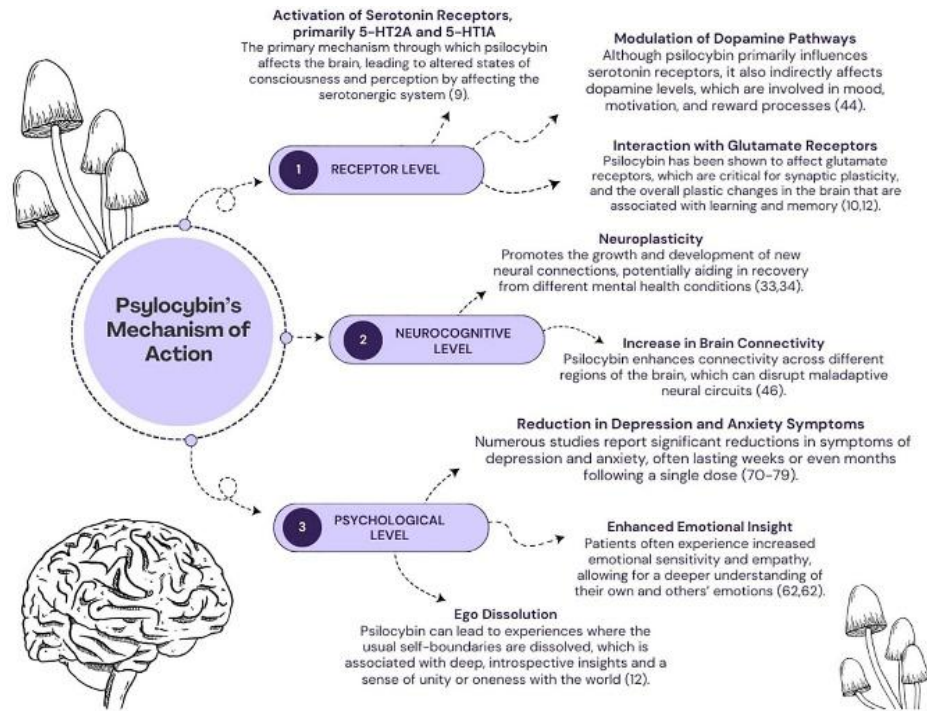 Psylocybin's
Mechanism of
Action
1
RECEPTOR LEVEL
Activation of Serotonin Receptors,
primarily 5-HT2A and 5-HT1A
The primary mechanism through which psilocybin
affects the brain, leading to altered states of
consciousness and perception by affecting the
serotonergic system (9).
Modulation of Dopamine Pathways
Although psilocybin primarily influences
serotonin receptors, it also indirectly affects
dopamine levels, which are involved in mood,
motivation, and reward processes (44).
Interaction with Glutamate Receptors
Psilocybin has been shown to affect glutamate
receptors, which are critical for synaptic plasticity,
and the overall plastic changes in the brain that are
associated with learning and memory (10,12).
2
NEUROCOGNITIVE
LEVEL
Neuroplasticity
Promotes the growth and development of new
neural connections, potentially aiding in recovery
from different mental health conditions (33,34).
Increase in Brain Connectivity
Psilocybin enhances connectivity across different
regions of the brain, which can disrupt maladaptive
neural circuits (46).
3
PSYCHOLOGICAL
LEVEL
Reduction in Depression and Anxiety Symptoms
Numerous studies report significant reductions in symptoms of
depression and anxiety, often lasting weeks or even months
following a single dose (70-79).
Enhanced Emotional Insight
Patients often experience increased
emotional sensitivity and empathy,
allowing for a deeper understanding of
their own and others' emotions (62,62).
Ego Dissolution
Psilocybin can lead to experiences where the
usual self-boundaries are dissolved, which is
associated with deep, introspective insights and a
sense of unity or oneness with the world (12).